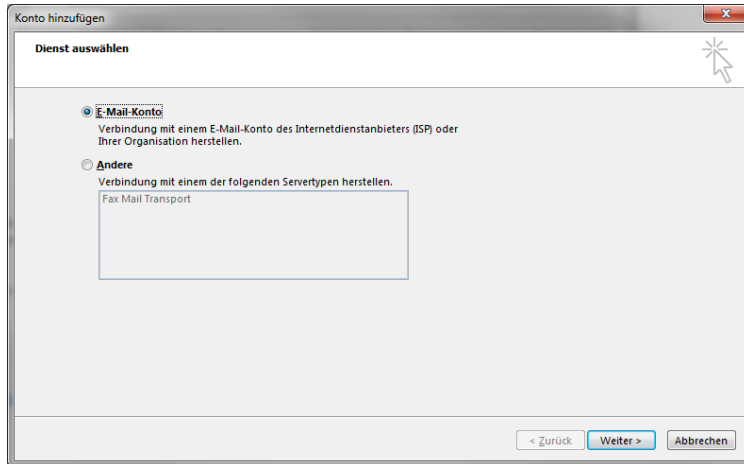 Konto hinzufügen
Dienst auswählen
E-Mail-Konto
Verbindung mit einem E-Mail-Konto des Internetdienstanbieters (ISP) oder
Ihrer Organisation herstellen.
Andere
Verbindung mit einem der folgenden Servertypen herstellen.
Fax Mail Transport
< Zurück Weiter > Abbrechen